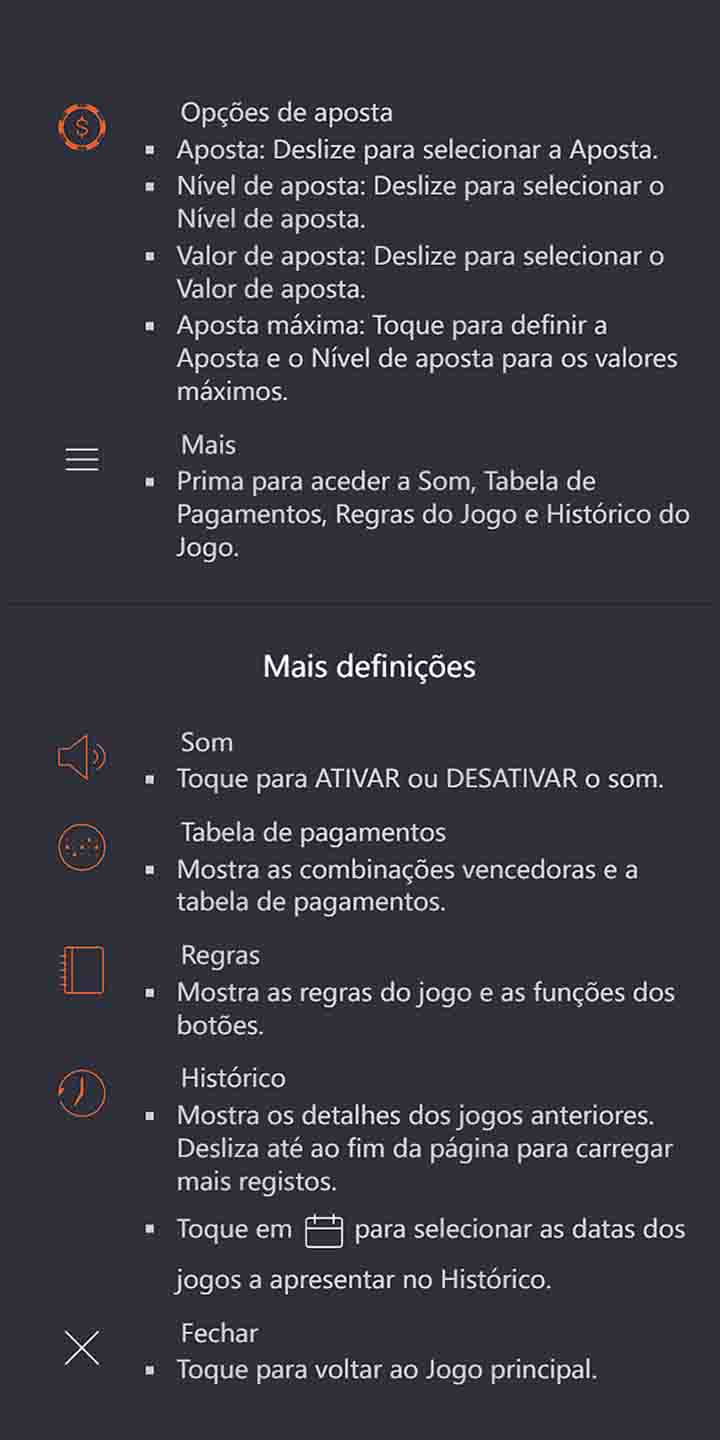 Opções de aposta
▪ Aposta: Deslize para selecionar a Aposta.
▪ Nível de aposta: Deslize para selecionar o
Nível de aposta.
▪ Valor de aposta: Deslize para selecionar o
Valor de aposta.
▪ Aposta máxima: Toque para definir a
Aposta e o Nível de aposta para os valores
máximos.
Mais
▪ Prima para aceder a Som, Tabela de
Pagamentos, Regras do Jogo e Histórico do
Jogo.
Mais definições
Som
▪ Toque para ATIVAR ou DESATIVAR o som.
Tabela de pagamentos
▪ Mostra as combinações vencedoras e a
tabela de pagamentos.
Regras
▪ Mostra as regras do jogo e as funções dos
botões.
Histórico
▪ Mostra os detalhes dos jogos anteriores.
Desliza até ao fim da página para carregar
mais registos.
▪ Toque em para selecionar as datas dos
jogos a apresentar no Histórico.
Fechar
▪ Toque para voltar ao Jogo principal.